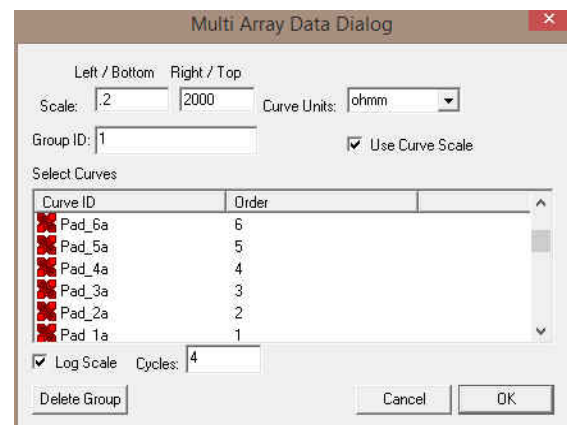 Multi Array Data Dialog
Left / Bottom Right / Top
Scale: .2 2000 Curve Units: ohmm
Group ID: 1 Use Curve Scale
Select Curves
Curve ID Order
Pad_6a 6
Pad_5a 5
Pad_4a 4
Pad_3a 3
Pad_2a 2
Pad_1a 1
Log Scale Cycles: 4
Delete Group Cancel OK